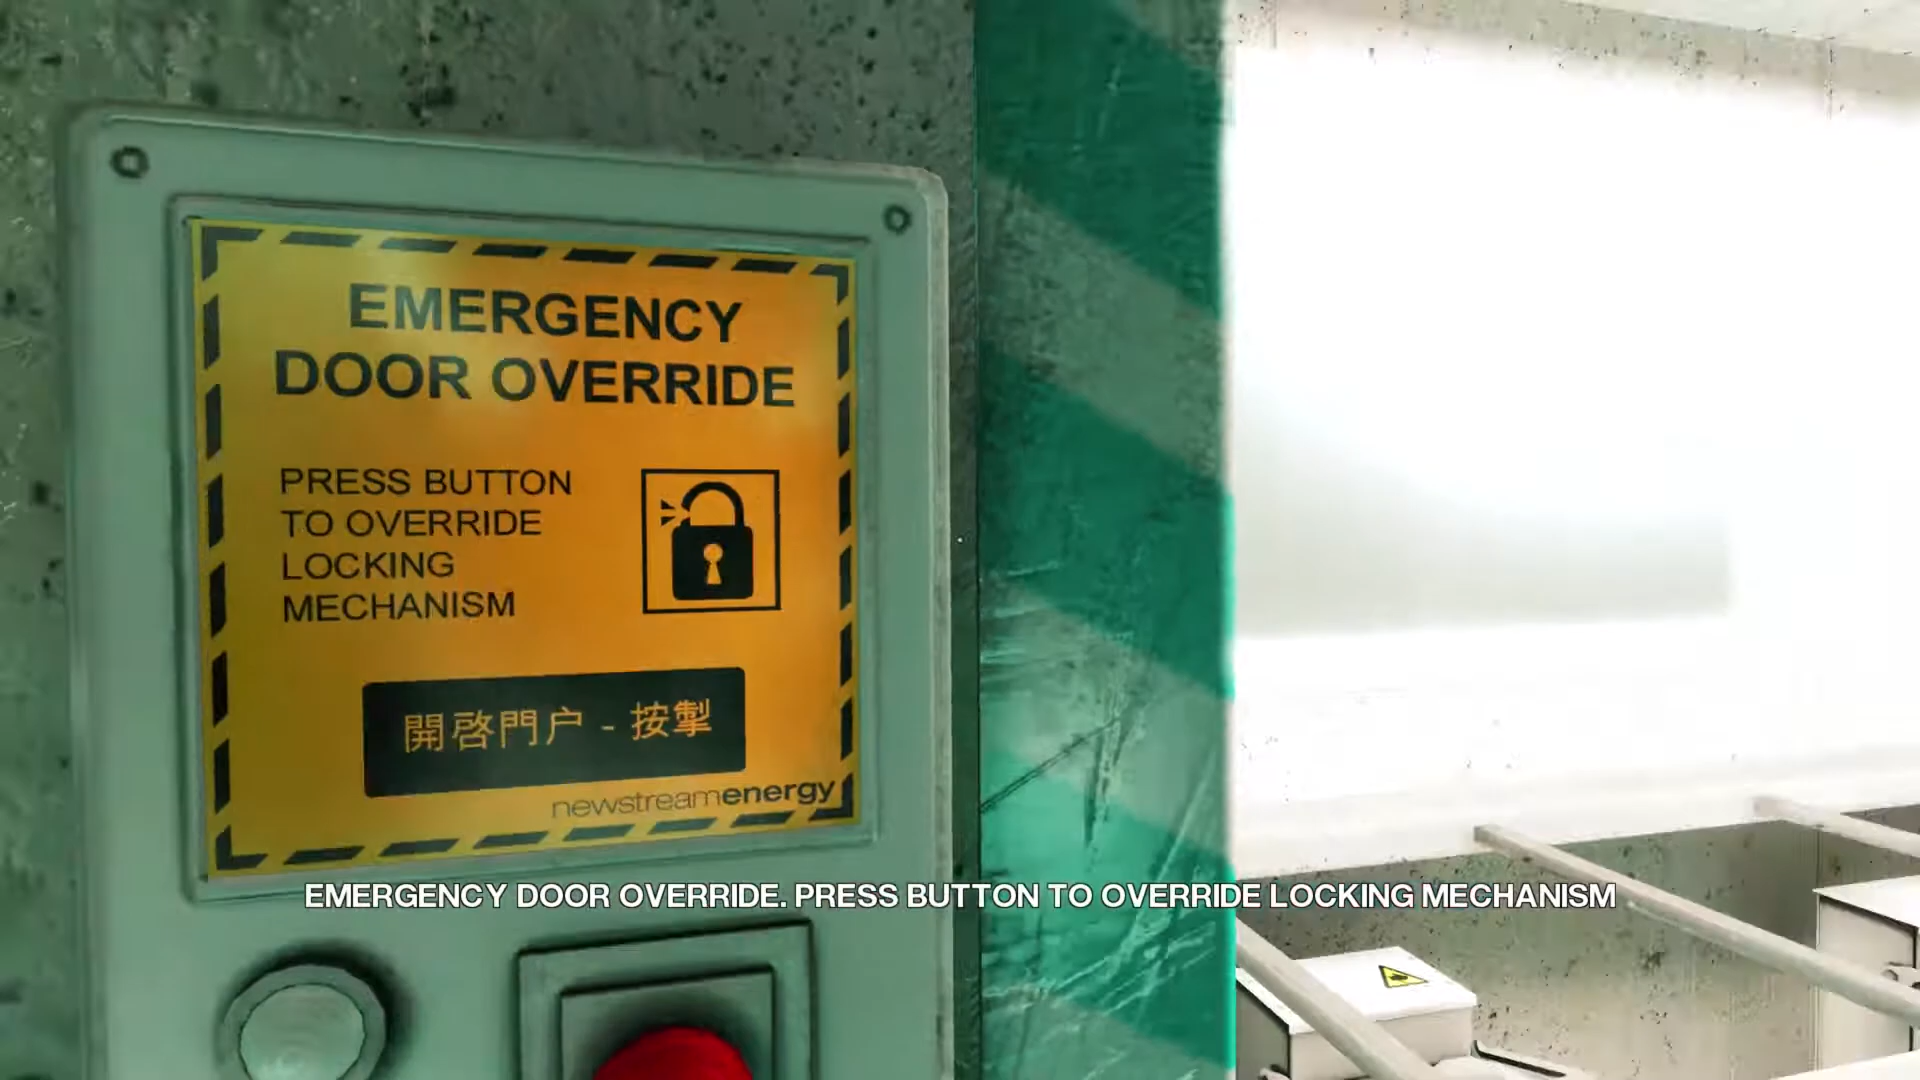 EMERGENCY
DOOR OVERRIDE
PRESS BUTTON
TO OVERRIDE
LOCKING
MECHANISM
開啓門户 - 按掣
newstreamenergy
EMERGENCY DOOR OVERRIDE. PRESS BUTTON TO OVERRIDE LOCKING MECHANISM